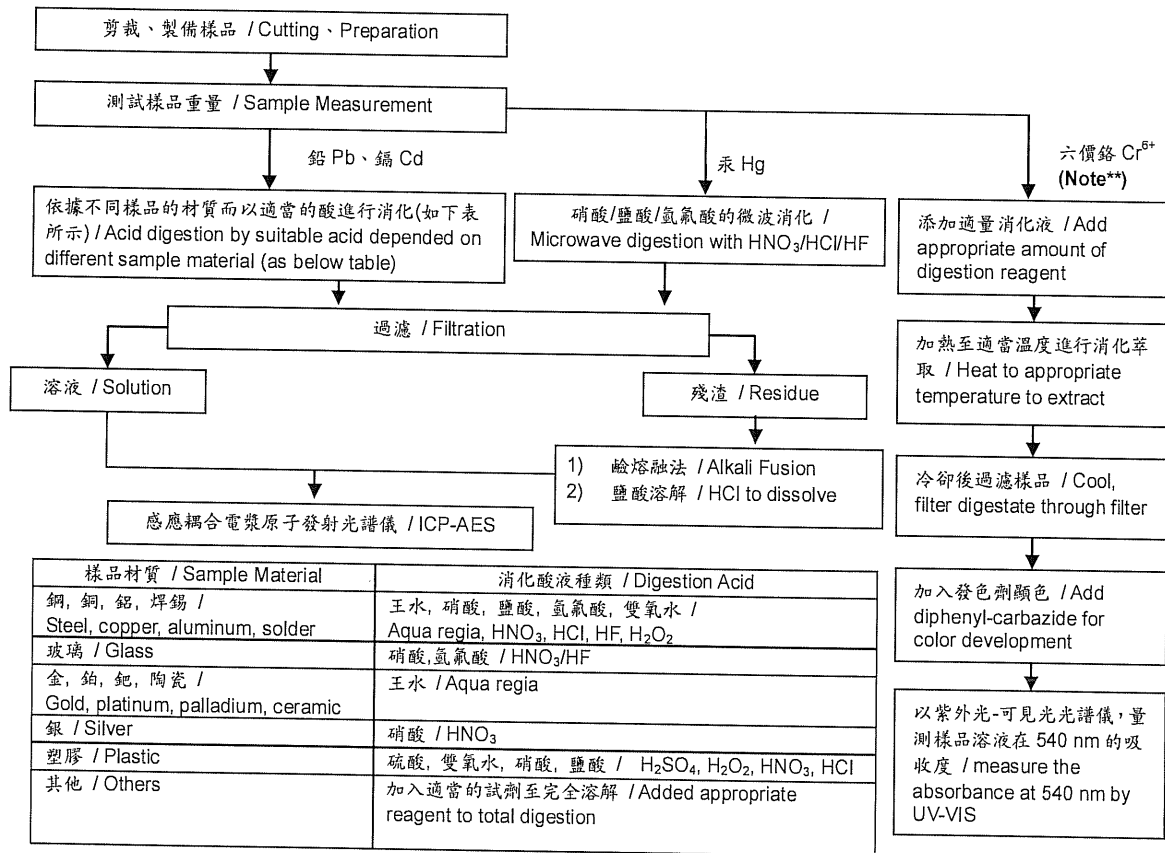 剪裁、製備樣品 / Cutting、Preparation
測試樣品重量 / Sample Measurement
鉛 Pb、鎘 Cd
汞 Hg
六價鉻 Cr⁶⁺
(Note**)
依據不同樣品的材質而以適當的酸進行消化(如下表
所示) / Acid digestion by suitable acid depended on
different sample material (as below table)
硝酸/鹽酸/氫氟酸的微波消化 /
Microwave digestion with HNO₃/HCl/HF
添加適量消化液 / Add
appropriate amount of
digestion reagent
過濾 / Filtration
加熱至適當溫度進行消化萃
取 / Heat to appropriate
temperature to extract
溶液 / Solution
殘渣 / Residue
1) 鹼熔融法 / Alkali Fusion
2) 鹽酸溶解 / HCl to dissolve
冷卻後過濾樣品 / Cool,
filter digestate through filter
感應耦合電漿原子發射光譜儀 / ICP-AES
加入發色劑顯色 / Add
diphenyl-carbazide for
color development
以紫外光-可見光光譜儀，量
測樣品溶液在 540 nm 的吸
收度 / measure the
absorbance at 540 nm by
UV-VIS
樣品材質 / Sample Material
消化酸液種類 / Digestion Acid
鋼, 銅, 鋁, 焊錫 /
Steel, copper, aluminum, solder
王水, 硝酸, 鹽酸, 氫氟酸, 雙氧水 /
Aqua regia, HNO₃, HCl, HF, H₂O₂
玻璃 / Glass
硝酸,氫氟酸 / HNO₃/HF
金, 鉑, 鈀, 陶瓷 /
Gold, platinum, palladium, ceramic
王水 / Aqua regia
銀 / Silver
硝酸 / HNO₃
塑膠 / Plastic
硫酸, 雙氧水, 硝酸, 鹽酸 / H₂SO₄, H₂O₂, HNO₃, HCl
其他 / Others
加入適當的試劑至完全溶解 / Added appropriate
reagent to total digestion